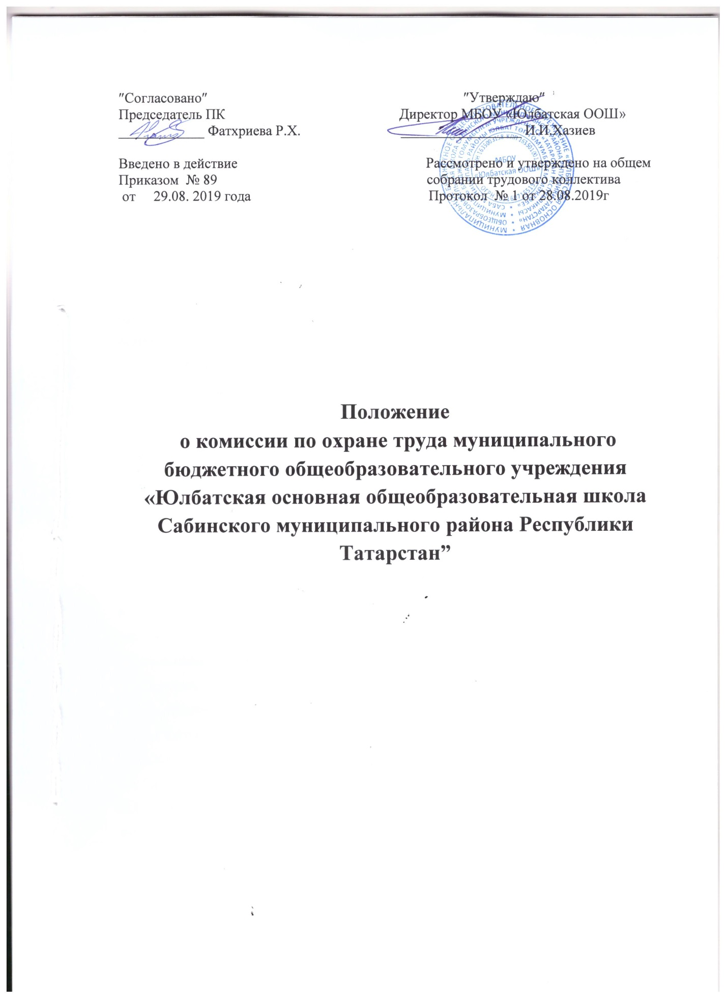 "Согласовано"
Председатель ПК
____________ Фатхриева Р.Х.
Введено в действие
Приказом № 89
от 29.08. 2019 года
"Утверждаю"
Директор МБОУ «Юлбатская ООШ»
_________________ И.И.Хазиев
Рассмотрено и утверждено на общем
собрании трудового коллектива
Протокол № 1 от 28.08.2019г
МБОУ
«Юлбатская ООШ»
Положение
о комиссии по охране труда муниципального
бюджетного общеобразовательного учреждения
«Юлбатская основная общеобразовательная школа
Сабинского муниципального района Республики
Татарстан”